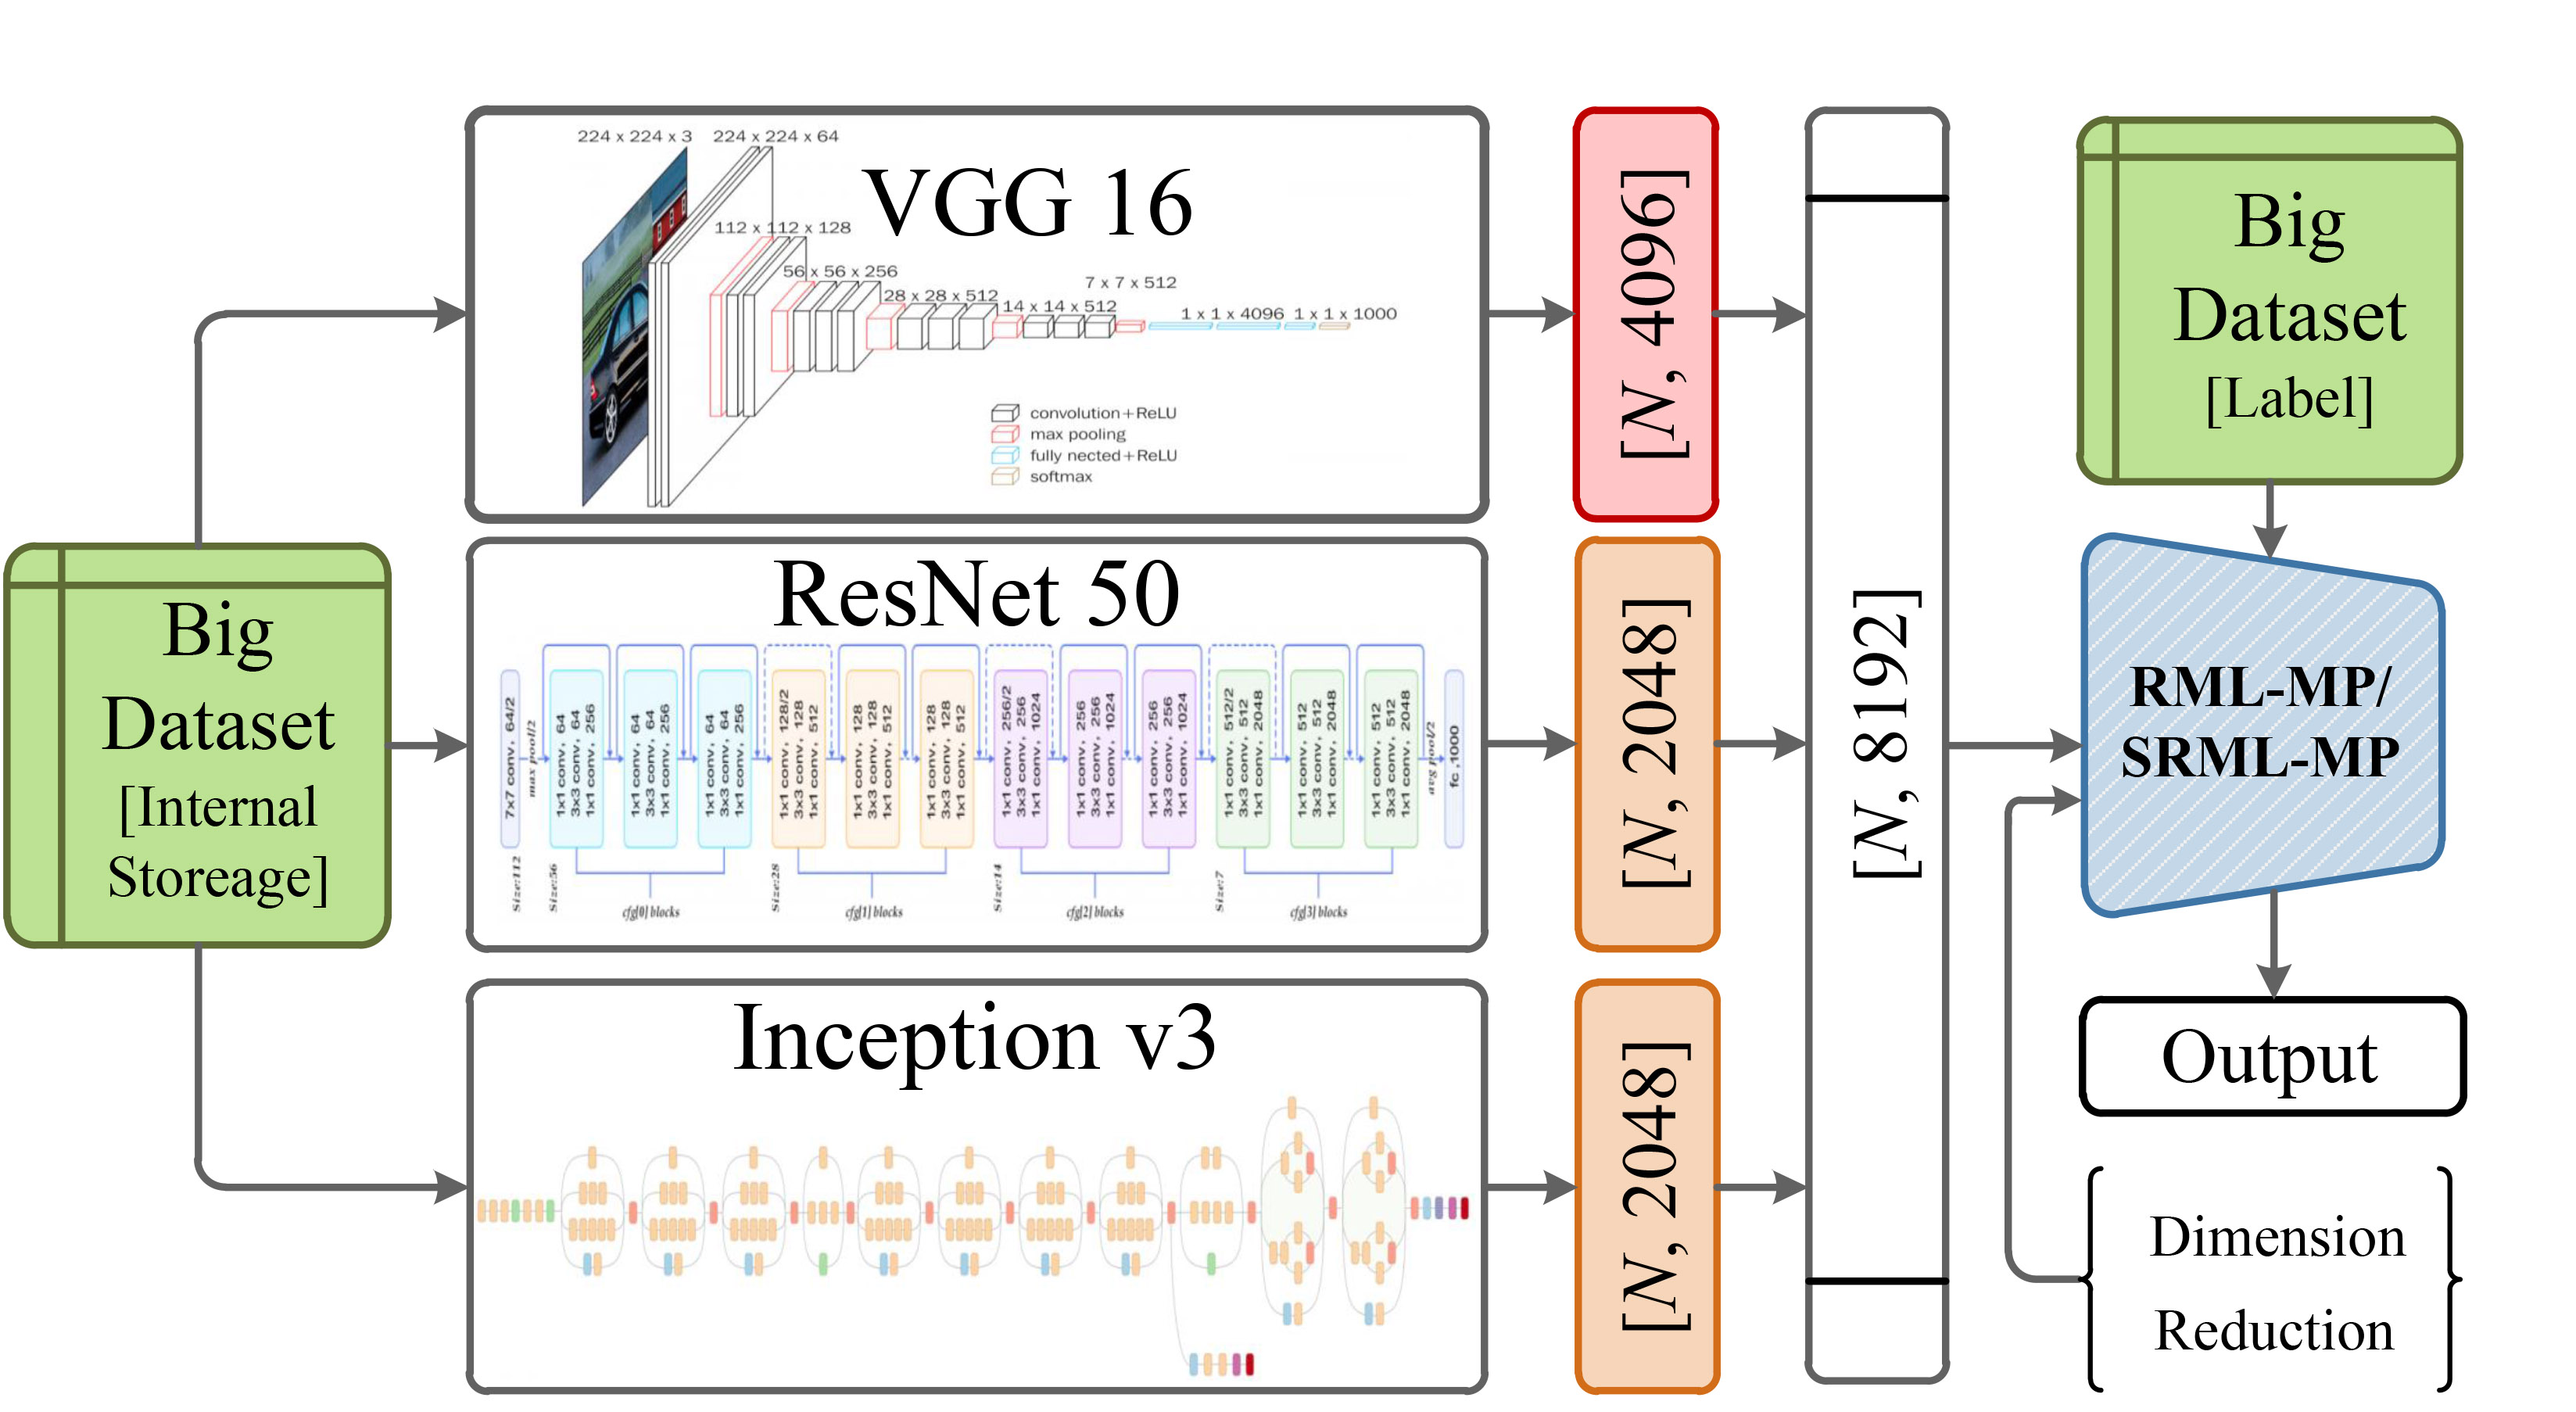 224 x 224 x 3
224 x 224 x 64
VGG 16
112 x 112 x 128
56 x 56 x 256
28 x 28 x 512
14 x 14 x 512
7 x 7 x 512
1 x 1 x 4096
1 x 1 x 1000
convolution+ReLU
max pooling
fully nected+ReLU
softmax
[N, 4096]
Big
Dataset
[Label]
Big
Dataset
[Internal
Storeage]
ResNet 50
7x7 conv, 64/2
max pool/2
1x1 conv, 64
3x3 conv, 64
1x1 conv, 256
1x1 conv, 64
3x3 conv, 64
1x1 conv, 256
1x1 conv, 64
3x3 conv, 64
1x1 conv, 256
1x1 conv, 128/2
3x3 conv, 128
1x1 conv, 512
1x1 conv, 128
3x3 conv, 128
1x1 conv, 512
1x1 conv, 128
3x3 conv, 128
1x1 conv, 512
1x1 conv, 256/2
3x3 conv, 256
1x1 conv, 1024
1x1 conv, 256
3x3 conv, 256
1x1 conv, 1024
1x1 conv, 256
3x3 conv, 256
1x1 conv, 1024
1x1 conv, 512/2
3x3 conv, 512
1x1 conv, 2048
1x1 conv, 512
3x3 conv, 512
1x1 conv, 2048
1x1 conv, 512
3x3 conv, 512
1x1 conv, 2048
avg pool/2
fc ,1000
Size:112
Size:56
cfg[0] blocks
Size:28
cfg[1] blocks
Size:14
cfg[2] blocks
Size:7
cfg[3] blocks
[N, 2048]
[N, 8192]
RML-MP/
SRML-MP
Inception v3
[N, 2048]
Output
Dimension
Reduction